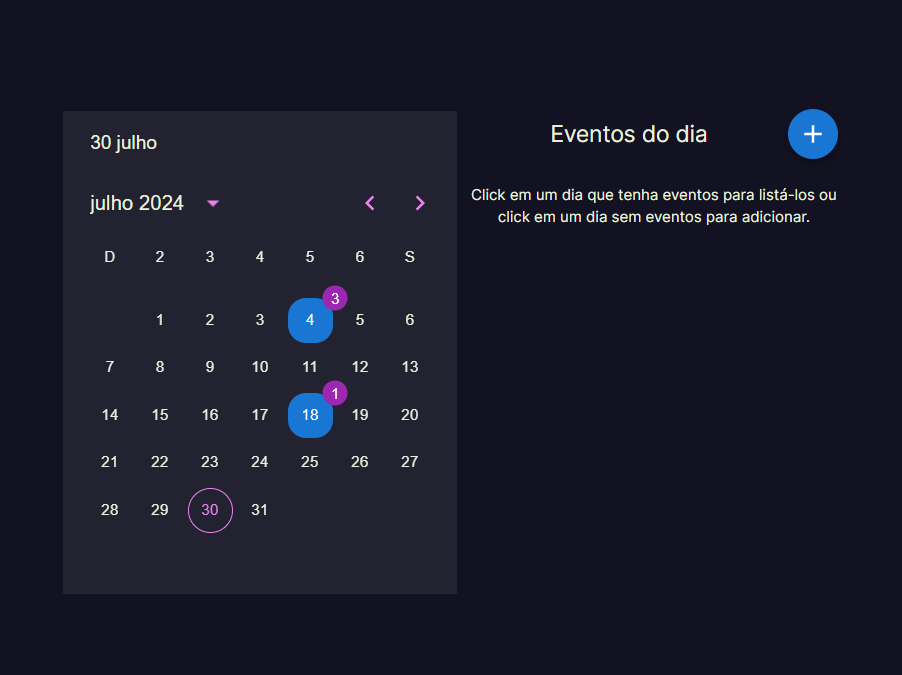 30 julho
Eventos do dia
julho 2024
Click em um dia que tenha eventos para listá-los ou
click em um dia sem eventos para adicionar.
D 2 3 4 5 6 S
3
1 2 3 4 5 6
7 8 9 10 11 12 13
1
14 15 16 17 18 19 20
21 22 23 24 25 26 27
28 29 30 31